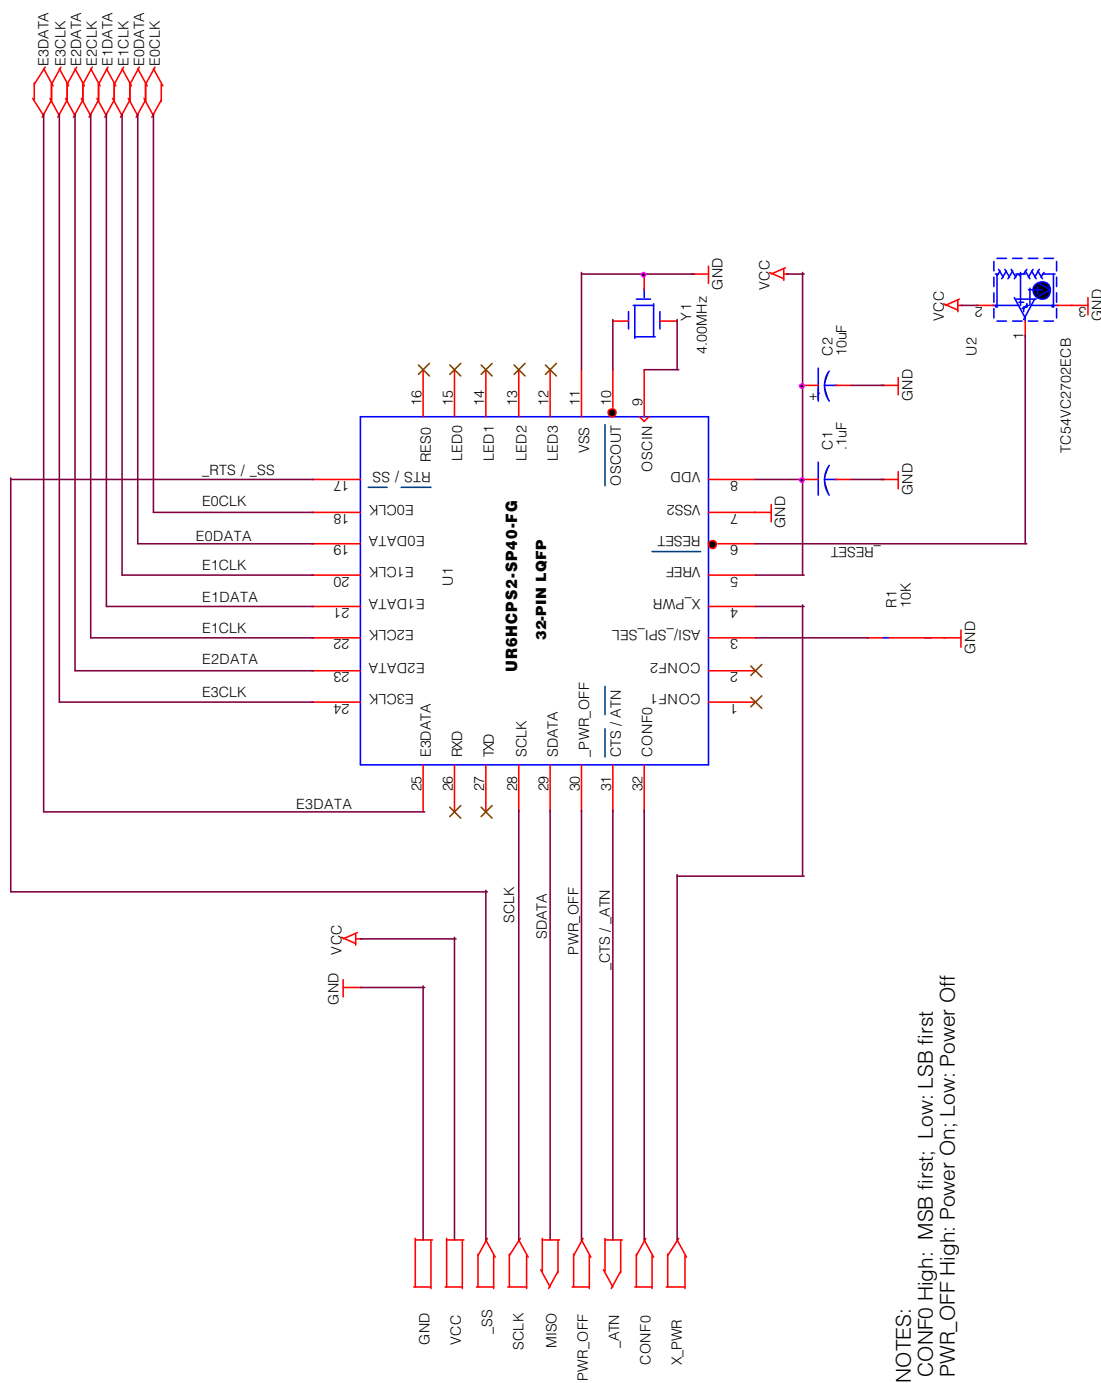 E3DATA
E3CLK
E2DATA
E2CLK
E1DATA
E1CLK
E0DATA
E0CLK
_RTS / _SS
E0CLK
E0DATA
E1CLK
E1DATA
E1CLK
E2DATA
E3CLK
E3DATA
17
18
19
20
21
22
23
24
RTS / SS
E0CLK
E0DATA
E1CLK
E1DATA
E2CLK
E2DATA
E3CLK
16
15
14
13
12
11
10
9
RES0
LED0
LED1
LED2
LED3
VSS
OSCOUT
OSCIN
U1
UR6HCPS2-SP40-FG
32-PIN LQFP
25
26
27
28
29
30
31
32
E3DATA
RXD
TXD
SCLK
SDATA
_PWR_OFF
CTS / ATN
CONF0
VDD
VSS2
RESET
VREF
X_PWR
ASI/_SPI_SEL
CONF2
CONF1
8
7
6
5
4
3
2
1
Y1
4.00MHz
GND
VCC
C2
10uF
+
GND
C1
.1uF
GND
GND
_RESET
R1
10K
GND
VCC
2
1
3
GND
U2
TC54VC2702ECB
SCLK
SDATA
PWR_OFF
_CTS / _ATN
VCC
GND
GND
VCC
_SS
SCLK
MISO
PWR_OFF
_ATN
CONF0
X_PWR
NOTES:
CONF0 High: MSB first; Low: LSB first
PWR_OFF High: Power On; Low: Power Off